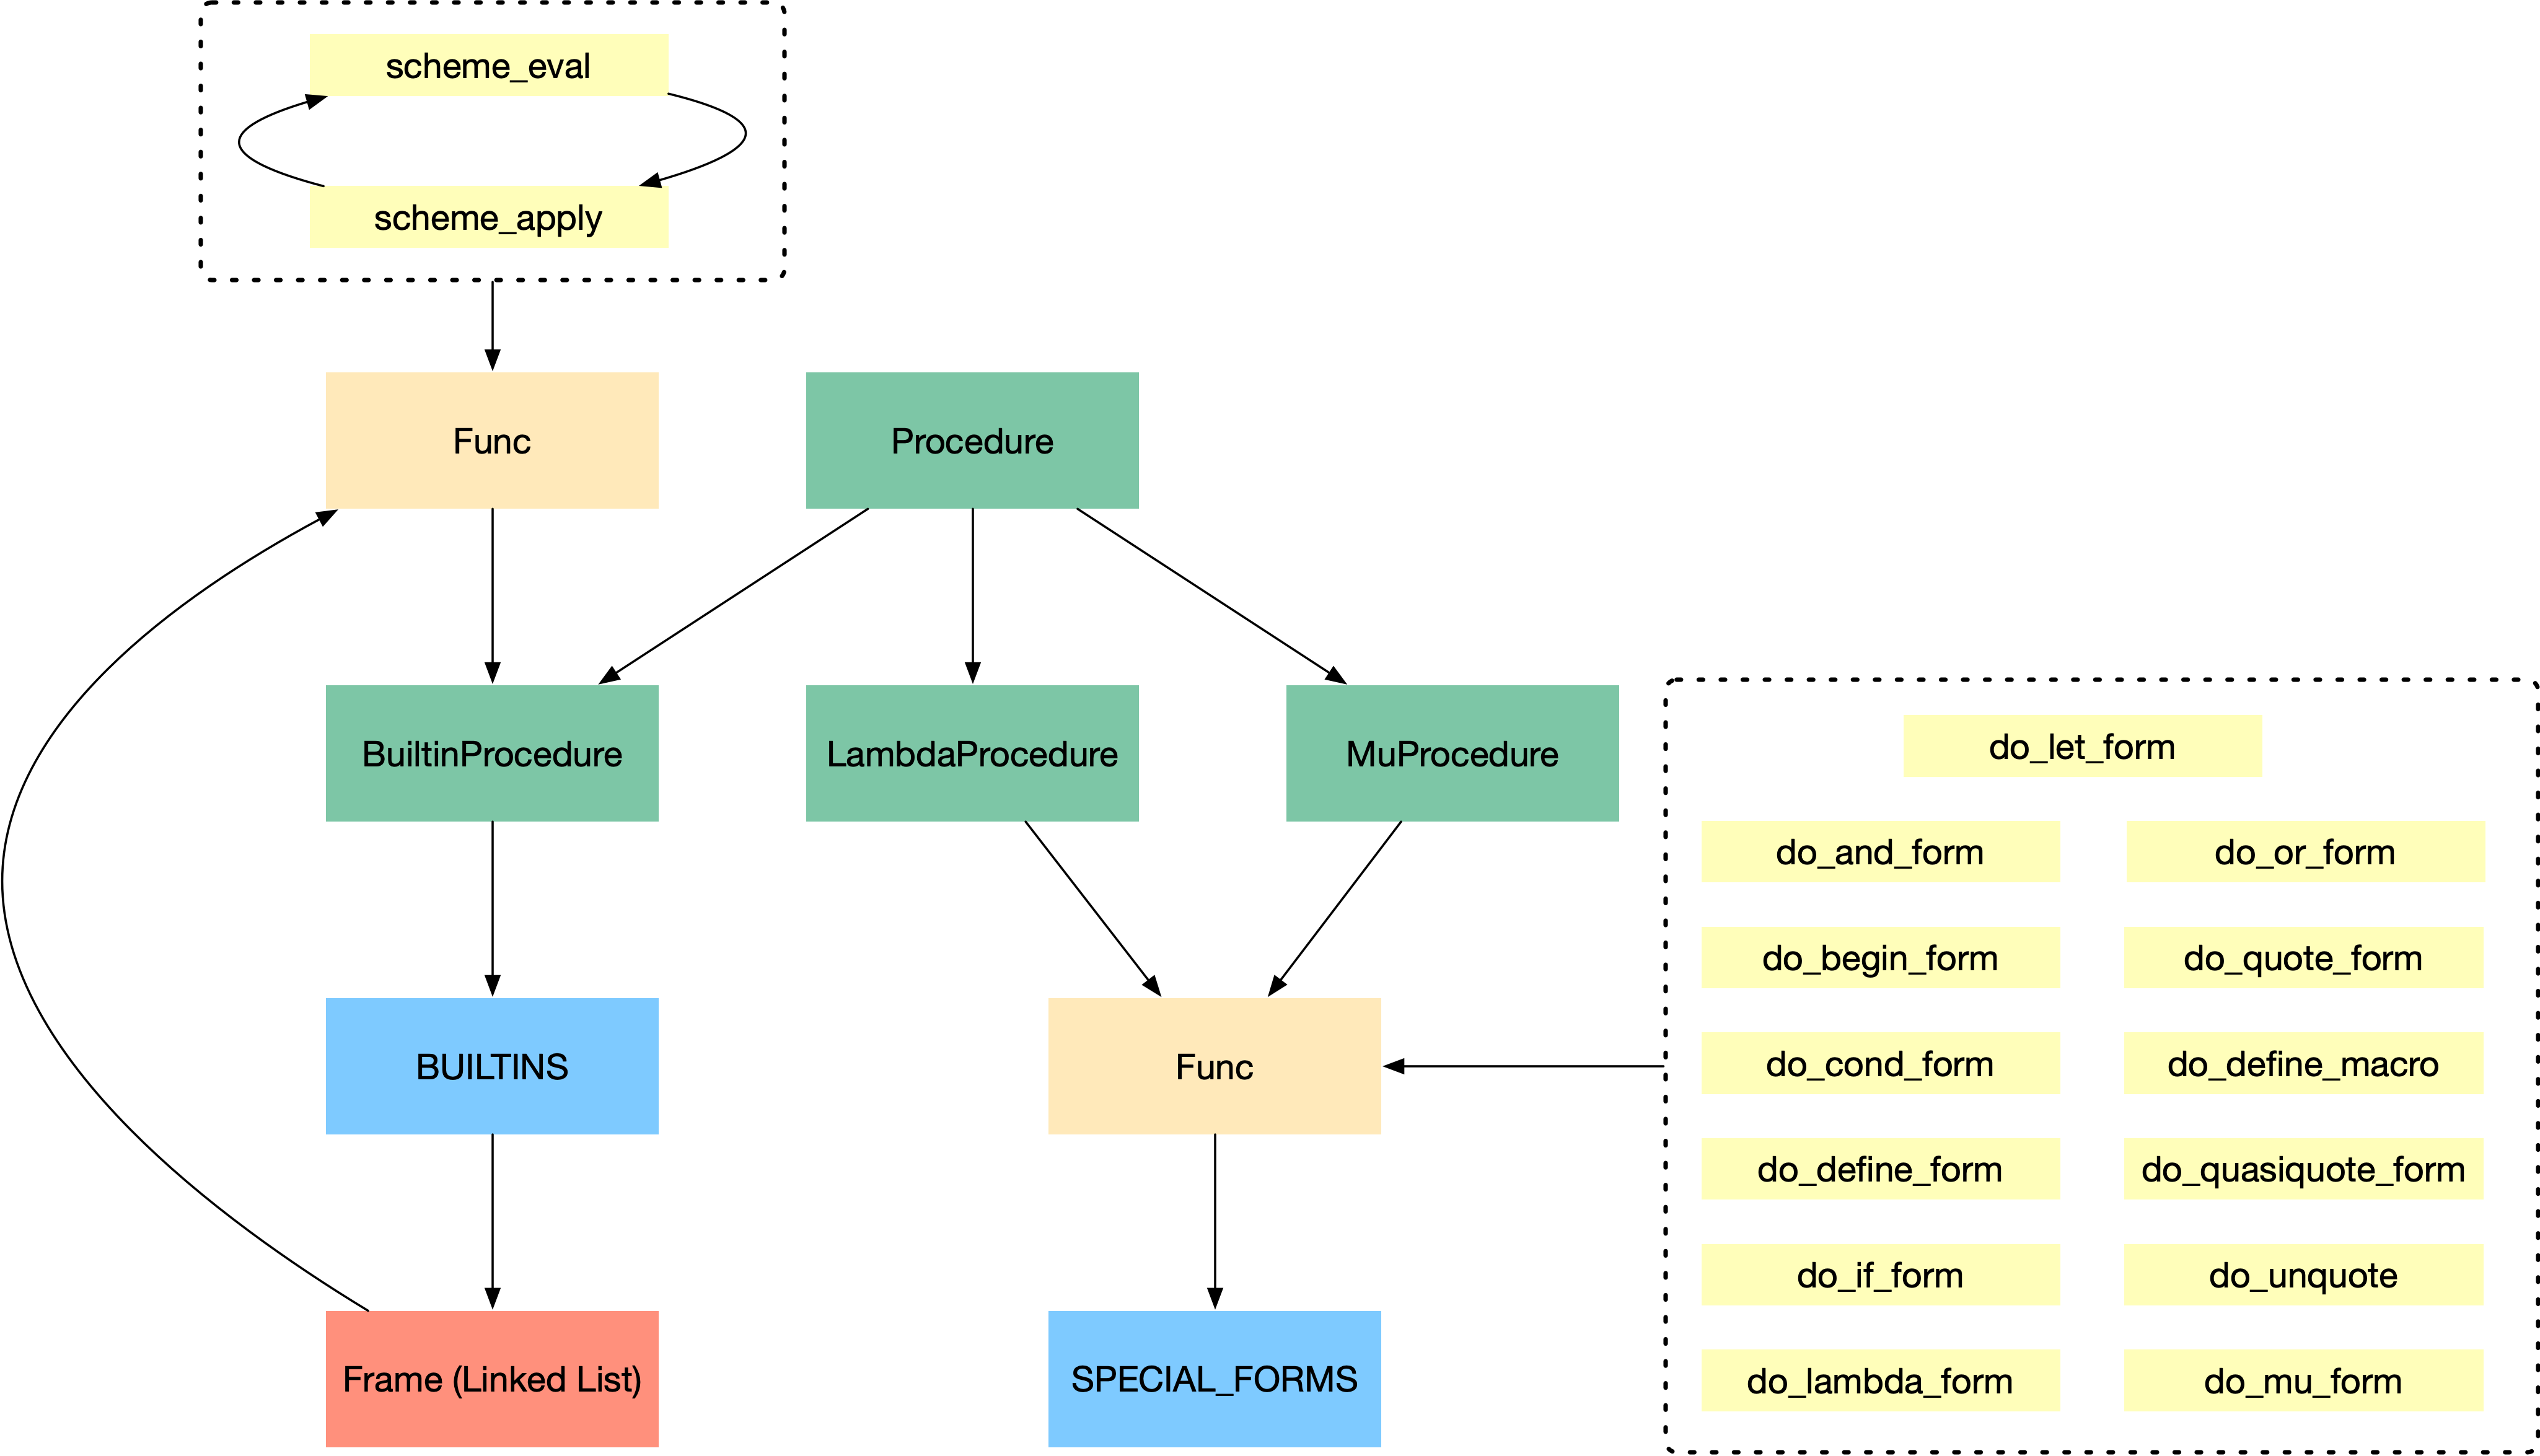 scheme_eval
scheme_apply
Func
Procedure
BuiltinProcedure
LambdaProcedure
MuProcedure
BUILTINS
Func
Frame (Linked List)
SPECIAL_FORMS
do_let_form
do_and_form
do_or_form
do_begin_form
do_quote_form
do_cond_form
do_define_macro
do_define_form
do_quasiquote_form
do_if_form
do_unquote
do_lambda_form
do_mu_form